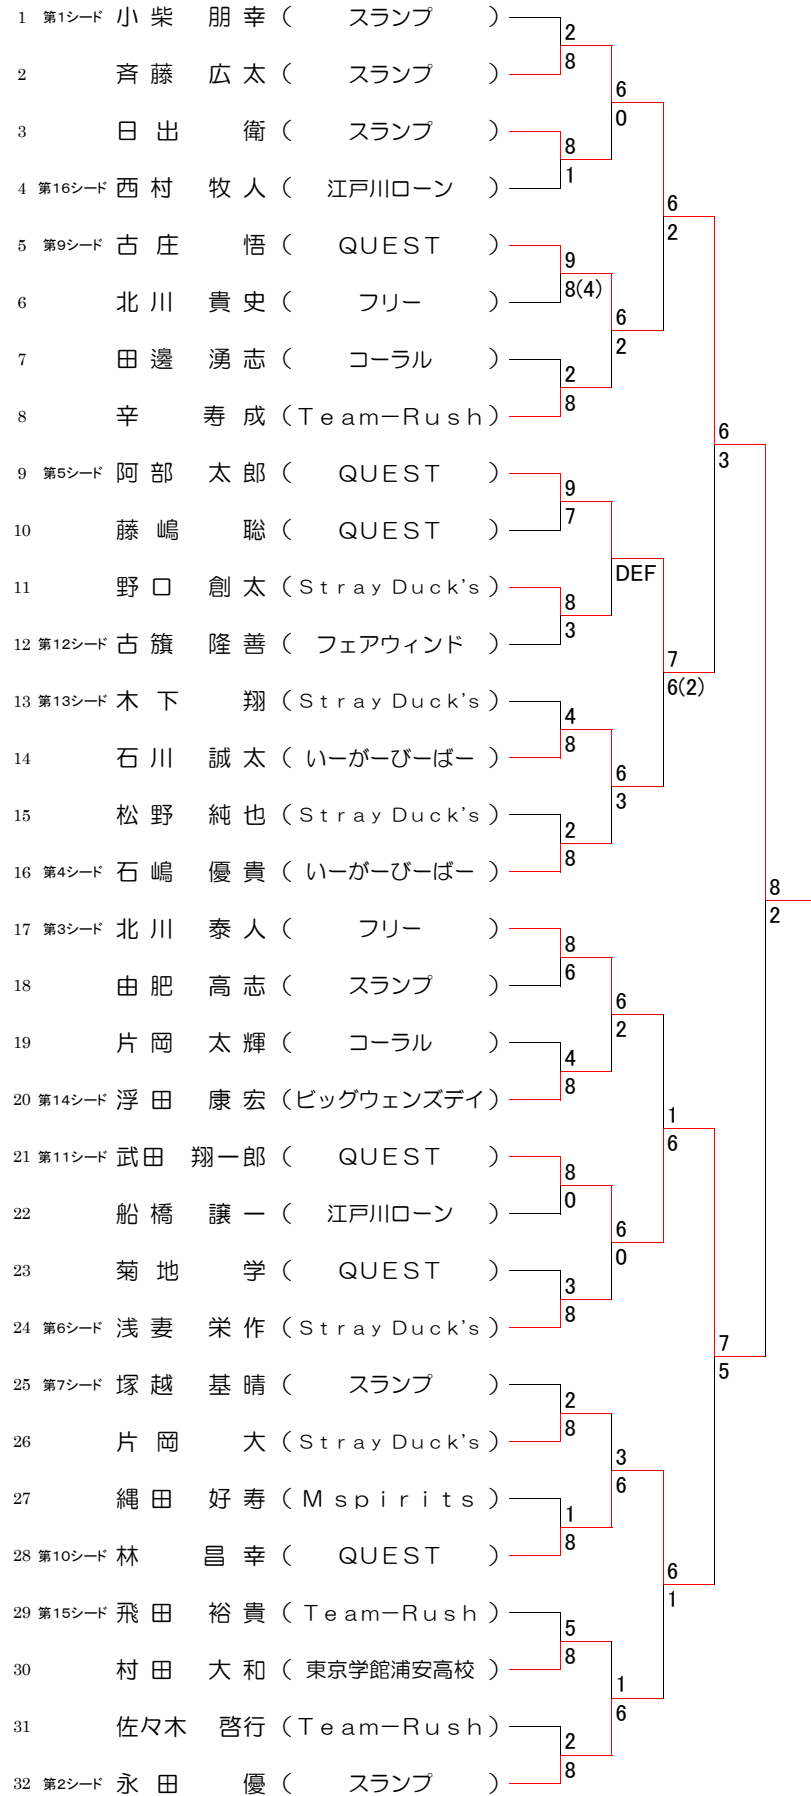 1 第1シード 小柴 朋幸 ( スランプ )
2
8
2 斉藤 広太 ( スランプ )
6
0
3 日出 衛 ( スランプ )
8
1
4 第16シード 西村 牧人 ( 江戸川ローン )
6
2
5 第9シード 古庄 悟 ( QUEST )
9
8(4)
6 北川 貴史 ( フリー )
6
2
7 田邊 湧志 ( コーラル )
2
8
8 辛 寿成 (Team-Rush)
6
3
9 第5シード 阿部 太郎 ( QUEST )
9
7
10 藤嶋 聡 ( QUEST )
DEF
11 野口 創太 (Stray Duck's)
8
3
12 第12シード 古籏 隆善 ( フェアウィンド )
7
6(2)
13 第13シード 木下 翔 (Stray Duck's)
4
8
14 石川 誠太 ( いーがーびーばー )
6
3
15 松野 純也 (Stray Duck's)
2
8
16 第4シード 石嶋 優貴 ( いーがーびーばー )
8
2
17 第3シード 北川 泰人 ( フリー )
8
6
18 由肥 高志 ( スランプ )
6
2
19 片岡 太輝 ( コーラル )
4
8
20 第14シード 浮田 康宏 (ビッグウェンズデイ)
1
6
21 第11シード 武田 翔一郎 ( QUEST )
8
0
22 船橋 譲一 ( 江戸川ローン )
6
0
23 菊地 学 ( QUEST )
3
8
24 第6シード 浅妻 栄作 (Stray Duck's)
7
5
25 第7シード 塚越 基晴 ( スランプ )
2
8
26 片岡 大 (Stray Duck's)
3
6
27 縄田 好寿 (Mspirits)
1
8
28 第10シード 林 昌幸 ( QUEST )
6
1
29 第15シード 飛田 裕貴 (Team-Rush)
5
8
30 村田 大和 ( 東京学館浦安高校 )
1
6
31 佐々木 啓行 (Team-Rush)
2
8
32 第2シード 永田 優 ( スランプ )